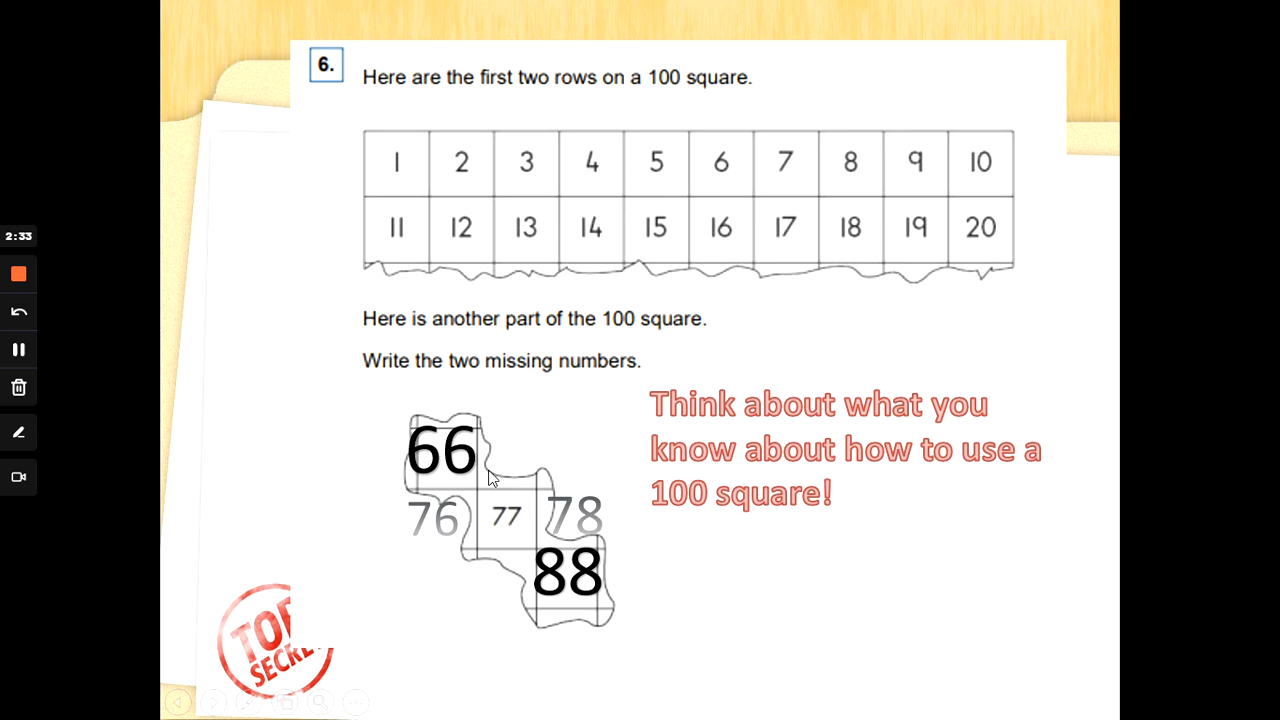 6.
Here are the first two rows on a 100 square.
1 2 3 4 5 6 7 8 9 10
11 12 13 14 15 16 17 18 19 20
Here is another part of the 100 square.
Write the two missing numbers.
Think about what you
know about how to use a
100 square!
66
76 77 78
88
2:33
TOP
SECRET